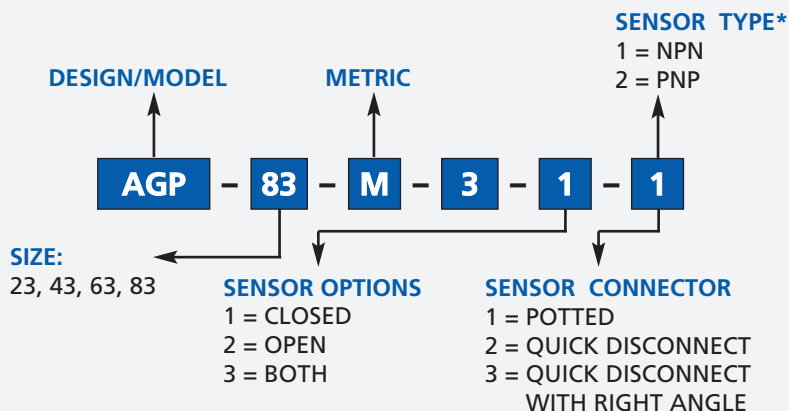 SENSOR TYPE*
1 = NPN
2 = PNP
DESIGN/MODEL
METRIC
AGP - 83 - M - 3 - 1 - 1
SIZE:
23, 43, 63, 83
SENSOR OPTIONS
1 = CLOSED
2 = OPEN
3 = BOTH
SENSOR CONNECTOR
1 = POTTED
2 = QUICK DISCONNECT
3 = QUICK DISCONNECT
WITH RIGHT ANGLE